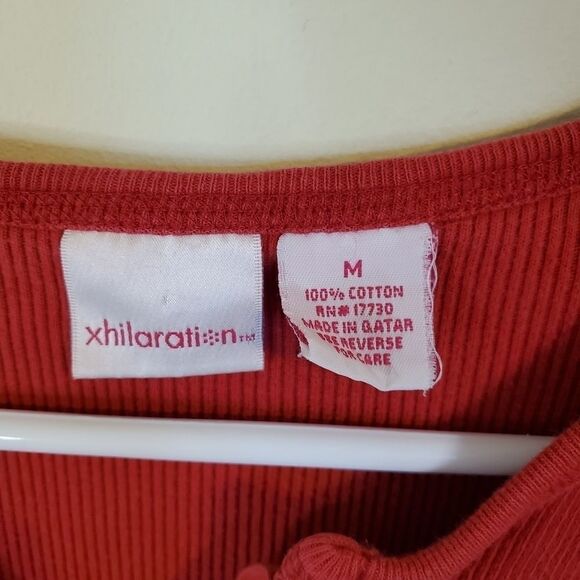 xhilaration™
M
100% COTTON
RN# 17730
MADE IN QATAR
SEE REVERSE
FOR CARE